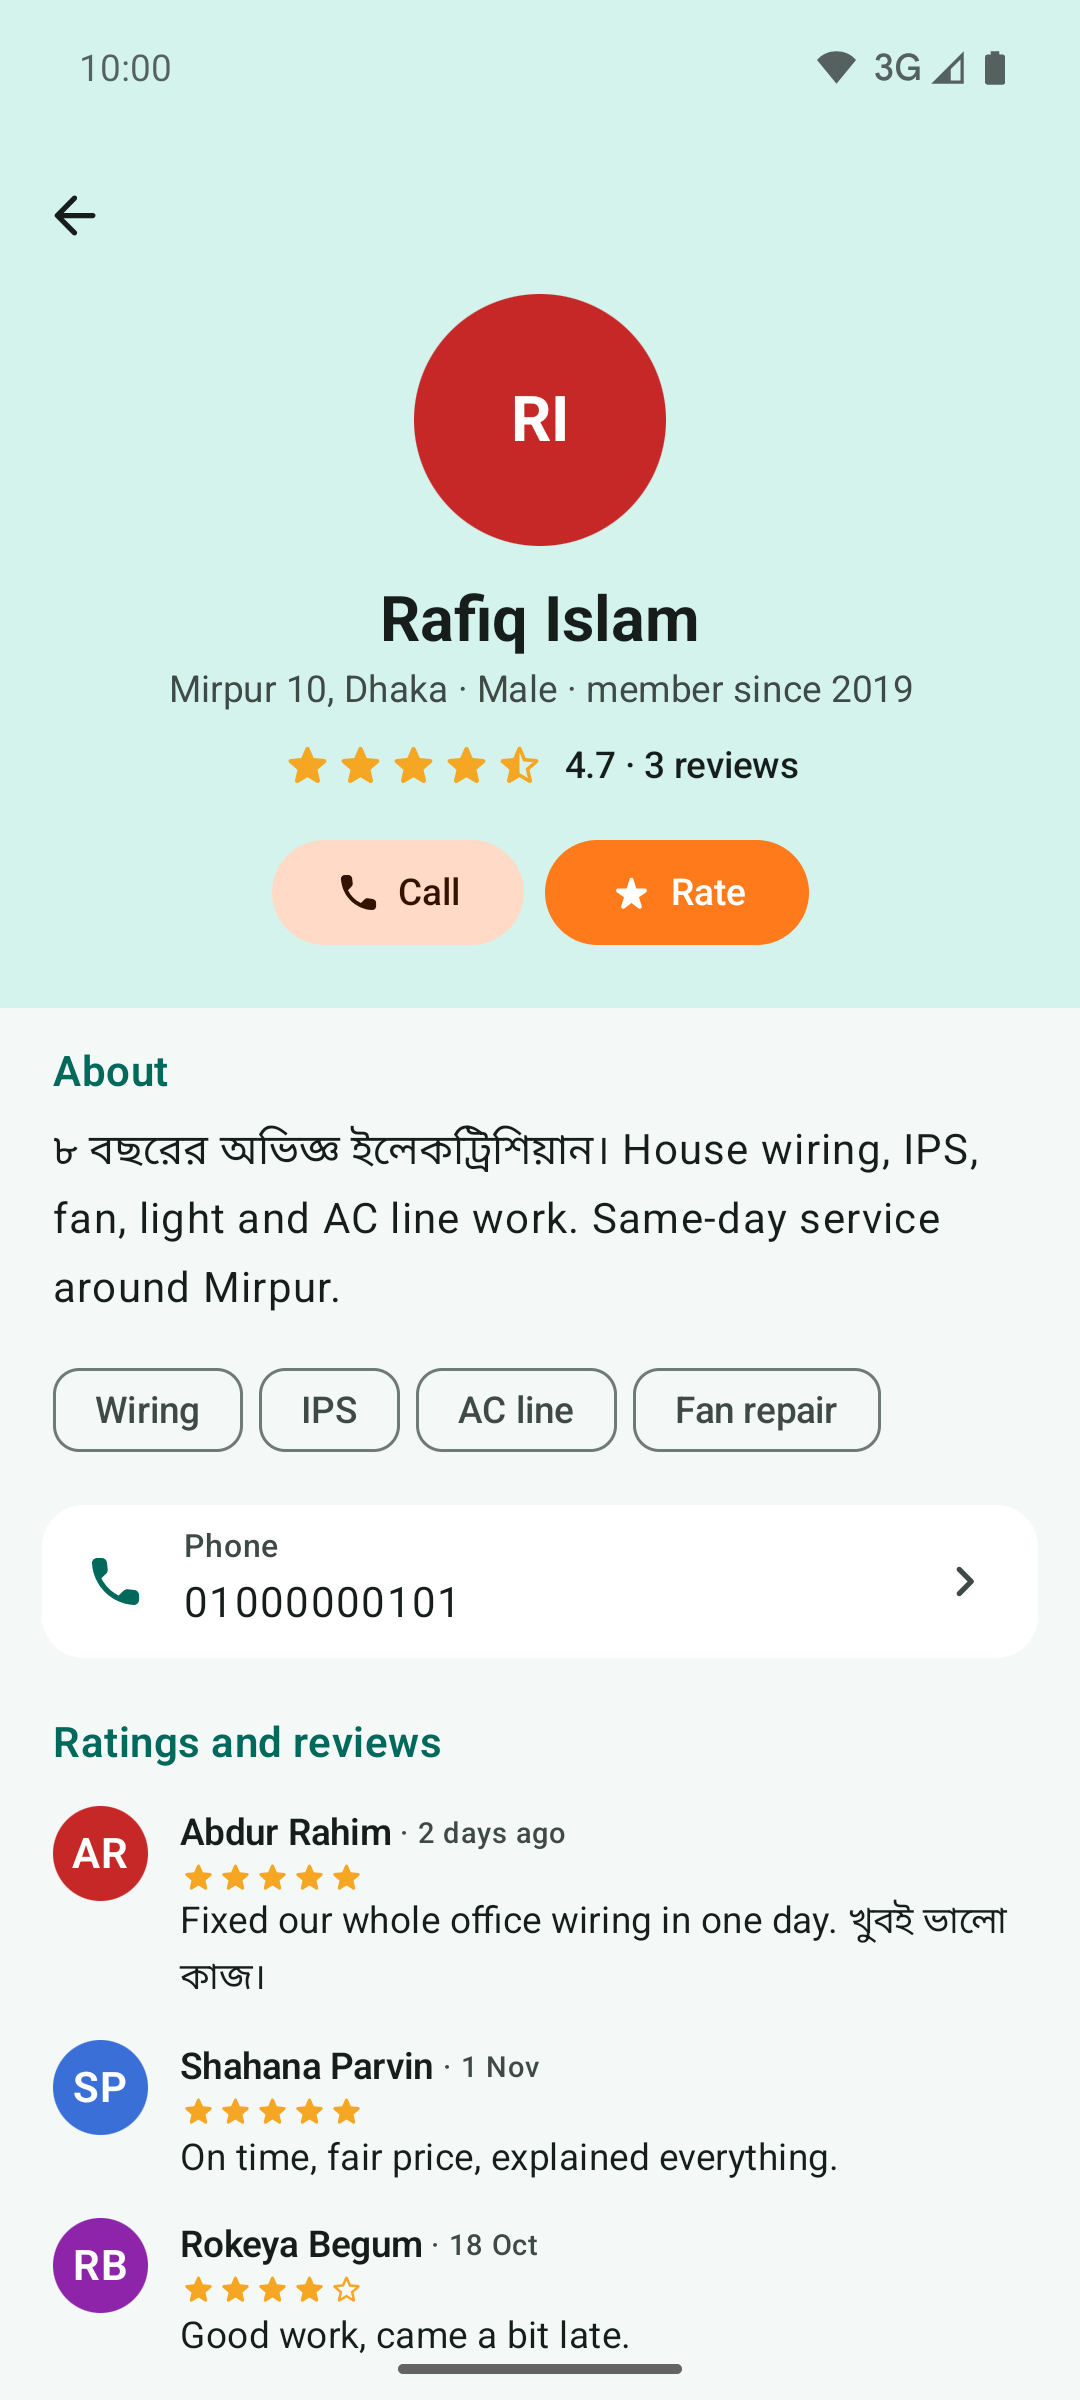 10:00
3G
RI
Rafiq Islam
Mirpur 10, Dhaka · Male · member since 2019
4.7 · 3 reviews
Call
Rate
About
৮ বছরের অভিজ্ঞ ইলেকট্রিশিয়ান। House wiring, IPS,
fan, light and AC line work. Same-day service
around Mirpur.
Wiring
IPS
AC line
Fan repair
Phone
01000000101
Ratings and reviews
AR
Abdur Rahim · 2 days ago
Fixed our whole office wiring in one day. খুবই ভালো
কাজ।
SP
Shahana Parvin · 1 Nov
On time, fair price, explained everything.
RB
Rokeya Begum · 18 Oct
Good work, came a bit late.